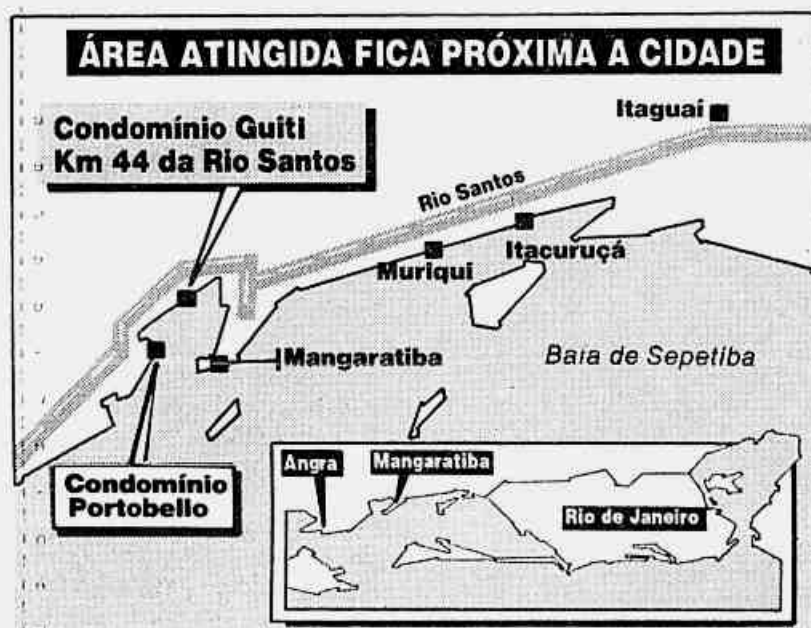 ÁREA ATINGIDA FICA PRÓXIMA A CIDADE
Itaguaí
Condomínio Guiti
Km 44 da Rio Santos
Rio Santos
Itacuruçá
Muriqui
Mangaratiba
Baía de Sepetiba
Condomínio
Portobello
Angra
Mangaratiba
Rio de Janeiro